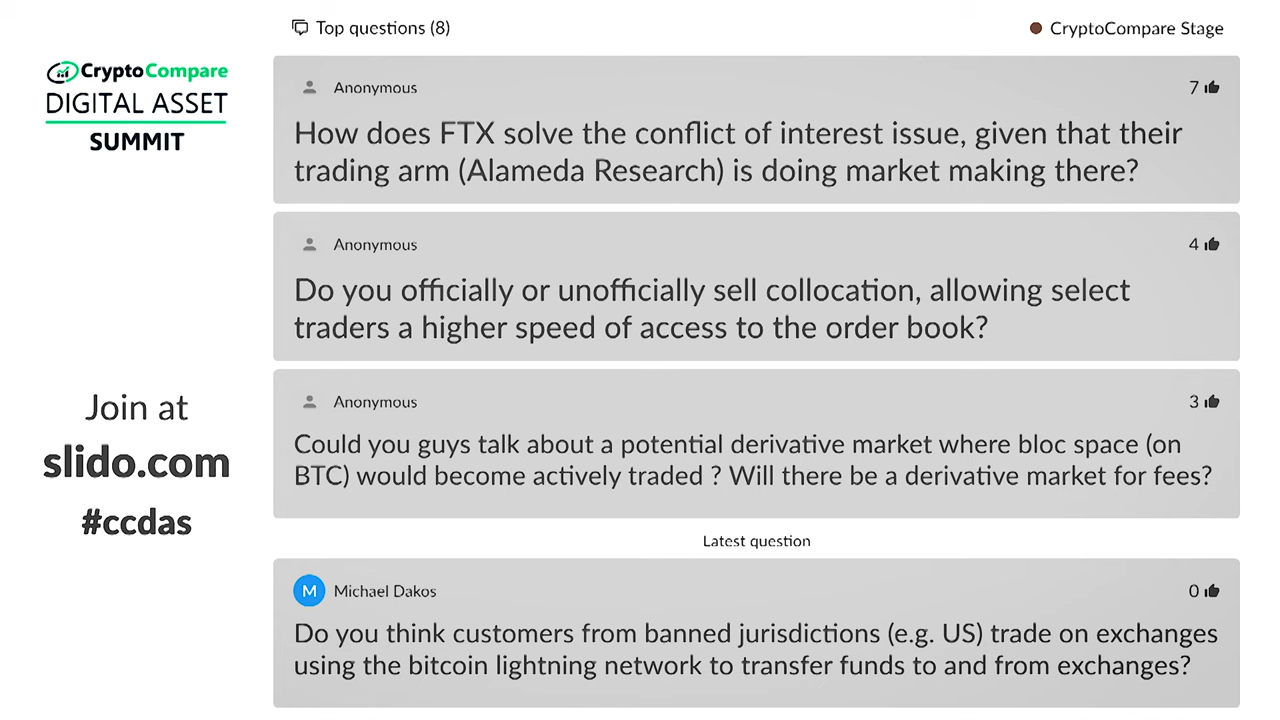 CryptoCompare
DIGITAL ASSET
SUMMIT
Join at
slido.com
#ccdas
Top questions (8)
CryptoCompare Stage
Anonymous
7
How does FTX solve the conflict of interest issue, given that their
trading arm (Alameda Research) is doing market making there?
Anonymous
4
Do you officially or unofficially sell collocation, allowing select
traders a higher speed of access to the order book?
Anonymous
3
Could you guys talk about a potential derivative market where bloc space (on
BTC) would become actively traded ? Will there be a derivative market for fees?
Latest question
M
Michael Dakos
0
Do you think customers from banned jurisdictions (e.g. US) trade on exchanges
using the bitcoin lightning network to transfer funds to and from exchanges?